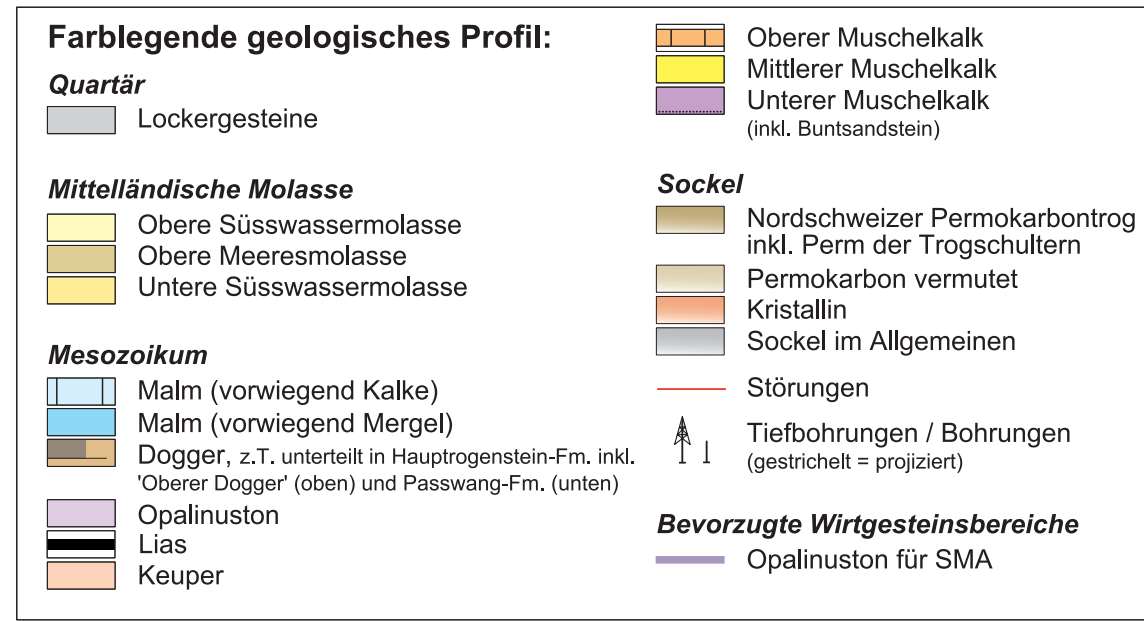 Farblegende geologisches Profil:
Quartär
Lockergesteine
Mittelländische Molasse
Obere Süsswassermolasse
Obere Meeresmolasse
Untere Süsswassermolasse
Mesozoikum
Malm (vorwiegend Kalke)
Malm (vorwiegend Mergel)
Dogger, z.T. unterteilt in Hauptrogenstein-Fm. inkl.
'Oberer Dogger' (oben) und Passwang-Fm. (unten)
Opalinuston
Lias
Keuper
Oberer Muschelkalk
Mittlerer Muschelkalk
Unterer Muschelkalk
(inkl. Buntsandstein)
Sockel
Nordschweizer Permokarbontrog
inkl. Perm der Trogschultern
Permokarbon vermutet
Kristallin
Sockel im Allgemeinen
Störungen
Tiefbohrungen / Bohrungen
(gestrichelt = projiziert)
Bevorzugte Wirtgesteinsbereiche
Opalinuston für SMA